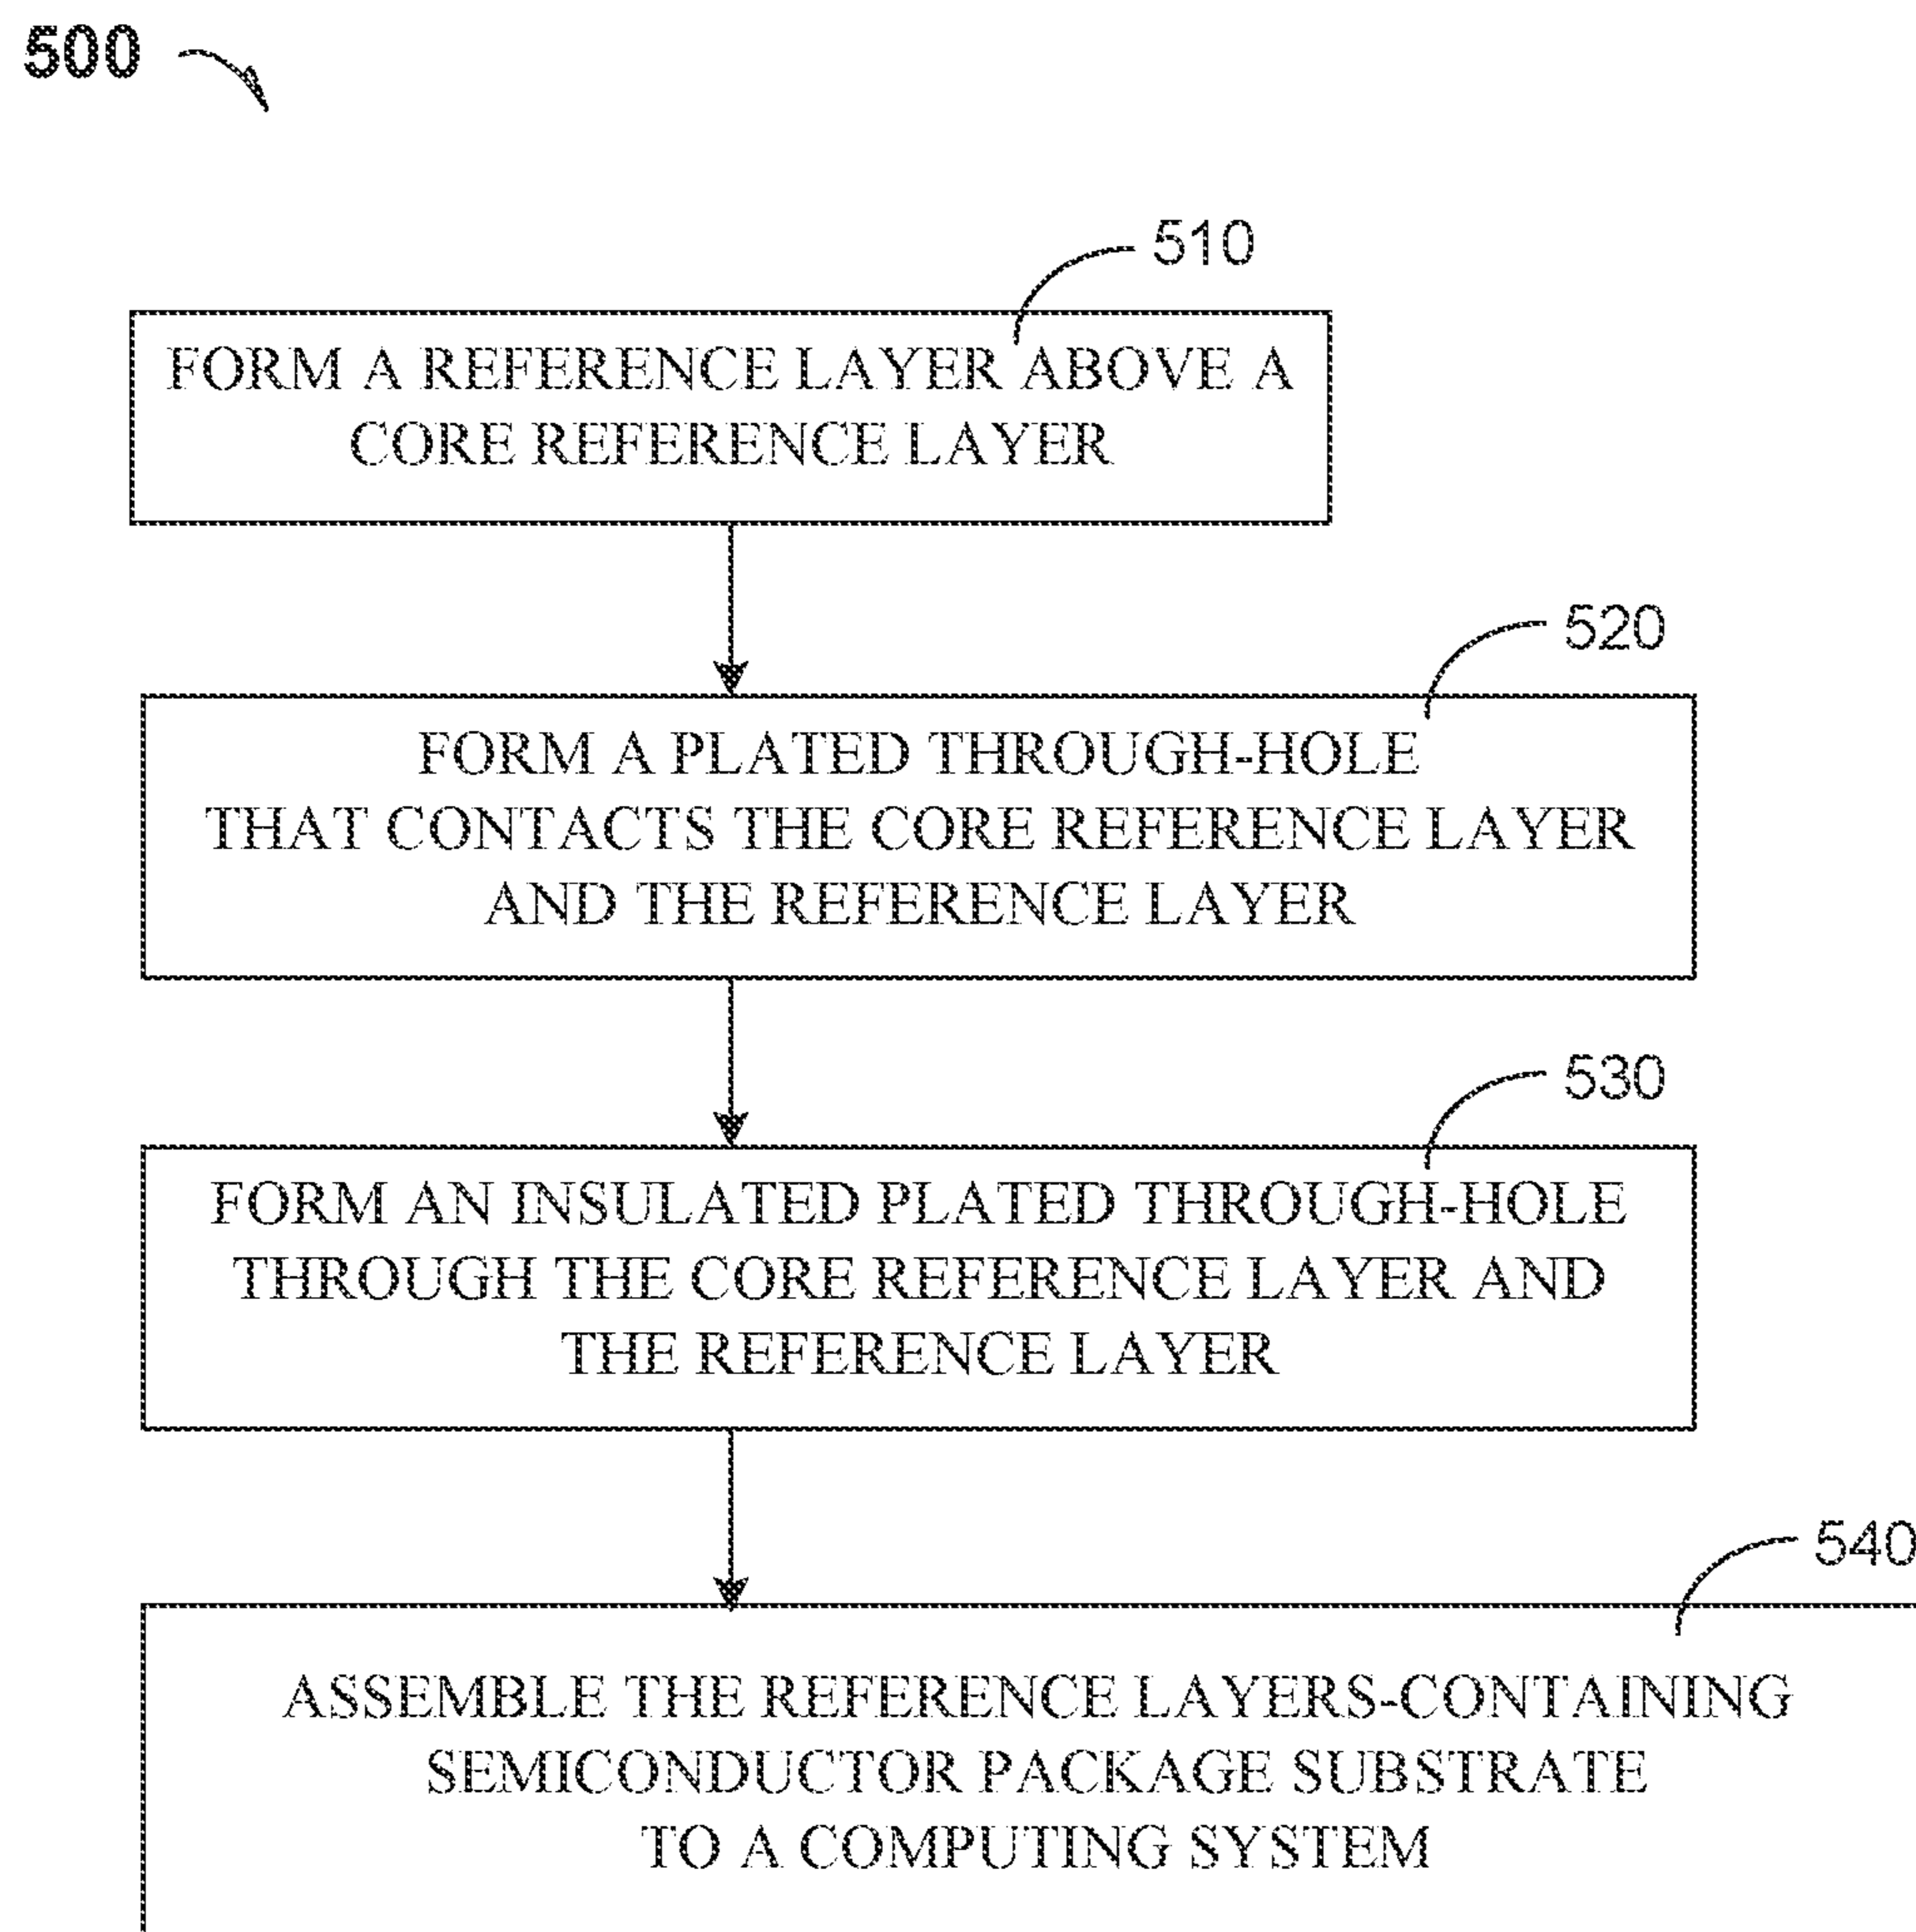 500
510
FORM A REFERENCE LAYER ABOVE A
CORE REFERENCE LAYER
520
FORM A PLATED THROUGH-HOLE
THAT CONTACTS THE CORE REFERENCE LAYER
AND THE REFERENCE LAYER
530
FORM AN INSULATED PLATED THROUGH-HOLE
THROUGH THE CORE REFERENCE LAYER AND
THE REFERENCE LAYER
540
ASSEMBLE THE REFERENCE LAYERS-CONTAINING
SEMICONDUCTOR PACKAGE SUBSTRATE
TO A COMPUTING SYSTEM